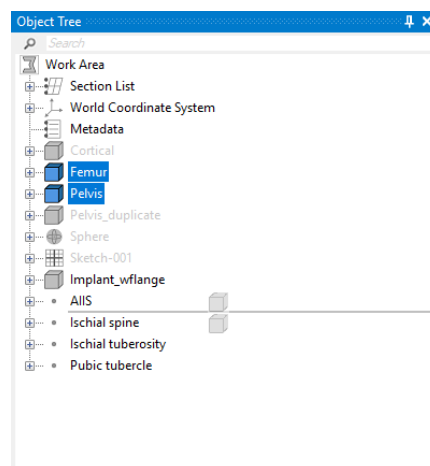 Object Tree
Search
Work Area
Section List
World Coordinate System
Metadata
Cortical
Femur
Pelvis
Pelvis_duplicate
Sphere
Sketch-001
Implant_wflange
AIIS
Ischial spine
Ischial tuberosity
Pubic tubercle